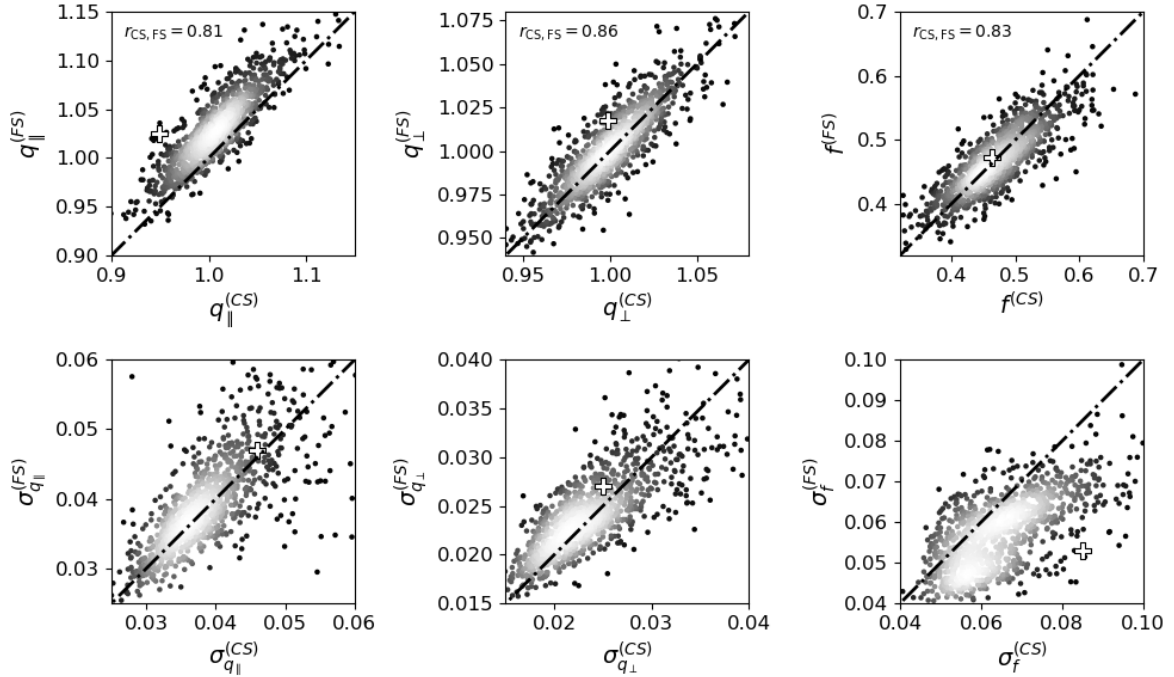 r_CS,FS = 0.81
1.15
1.10
1.05
1.00
0.95
0.90
0.9 1.0 1.1
q_∥^(FS)
q_∥^(CS)
r_CS,FS = 0.86
1.075
1.050
1.025
1.000
0.975
0.950
0.95 1.00 1.05
q_⊥^(FS)
q_⊥^(CS)
r_CS,FS = 0.83
0.7
0.6
0.5
0.4
0.4 0.5 0.6 0.7
f^(FS)
f^(CS)
0.06
0.05
0.04
0.03
0.03 0.04 0.05 0.06
σ_q∥^(FS)
σ_q∥^(CS)
0.040
0.035
0.030
0.025
0.020
0.015
0.02 0.03 0.04
σ_q⊥^(FS)
σ_q⊥^(CS)
0.10
0.09
0.08
0.07
0.06
0.05
0.04
0.04 0.06 0.08 0.10
σ_f^(FS)
σ_f^(CS)